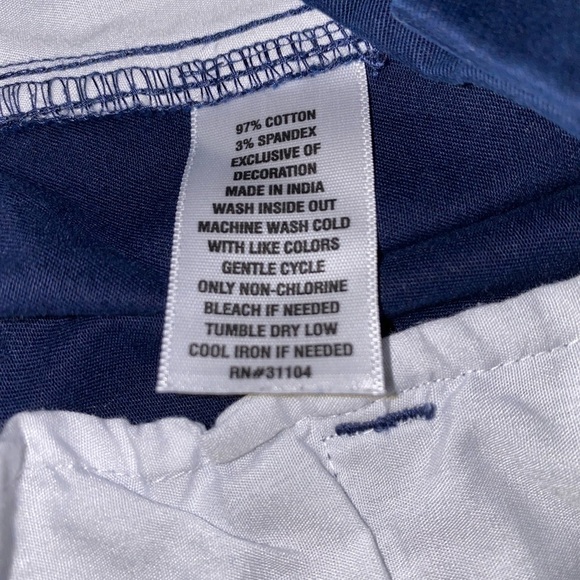 97% COTTON
3% SPANDEX
EXCLUSIVE OF
DECORATION
MADE IN INDIA
WASH INSIDE OUT
MACHINE WASH COLD
WITH LIKE COLORS
GENTLE CYCLE
ONLY NON-CHLORINE
BLEACH IF NEEDED
TUMBLE DRY LOW
COOL IRON IF NEEDED
RN#31104